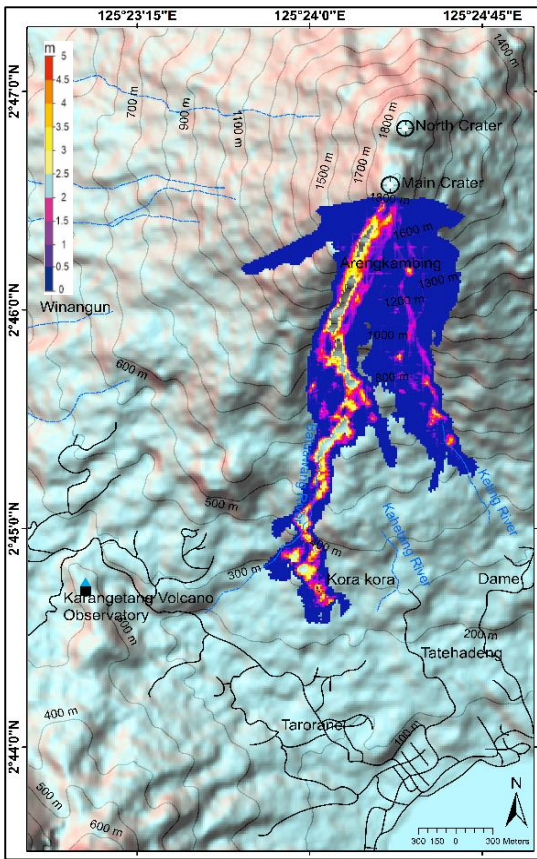 125°23'15"E
125°24'0"E
125°24'45"E
2°47'0"N
2°46'0"N
2°45'0"N
2°44'0"N
m
5
4.5
4
3.5
3
2.5
2
1.5
1
0.5
0
700 m
900 m
1100 m
1400 m
1800 m
1500 m
1700 m
North Crater
Main Crater
1600 m
Arengkambing
1300 m
1200 m
1000 m
Winangun
600 m
800 m
500 m
Keting River
Kahetang River
300 m
Kora kora
Dame
Karangetang Volcano
Observatory
200 m
Tatehadeng
400 m
Tarorane
100 m
500 m
600 m
N
300 150 0 300 Meters